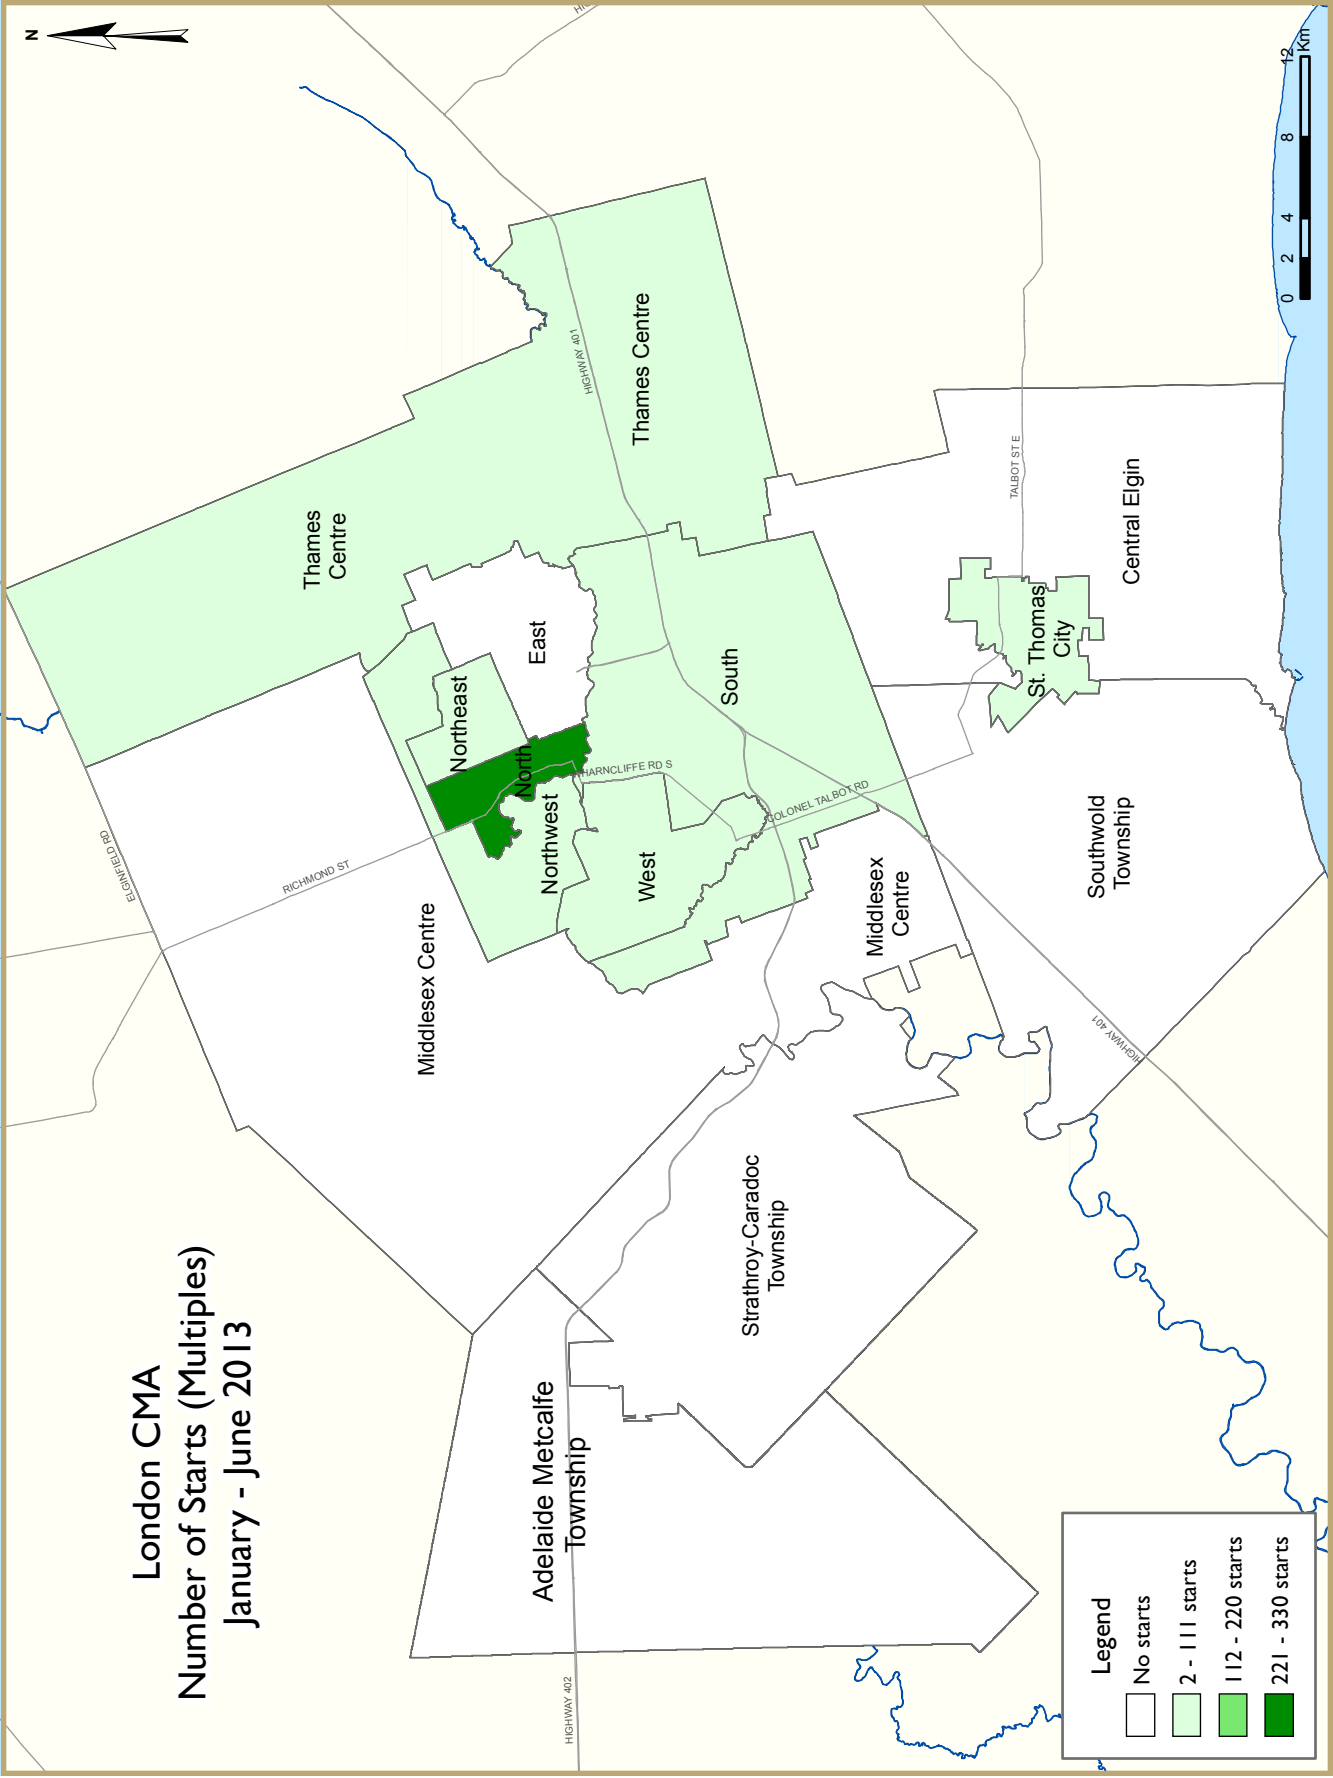 London CMA
Number of Starts (Multiples)
January - June 2013
N
ELGINFIELD RD
RICHMOND ST
Middlesex Centre
Thames
Centre
Northeast
North
Northwest
East
West
South
WHARNCLIFFE RD S
COLONEL TALBOT RD
HIGHWAY 401
Thames Centre
Middlesex
Centre
Adelaide Metcalfe
Township
HIGHWAY 402
Strathroy-Caradoc
Township
Southwold
Township
HIGHWAY 401
St. Thomas
City
TALBOT ST E
Central Elgin
Legend
No starts
2 - 111 starts
112 - 220 starts
221 - 330 starts
0 2 4 8 12
Km